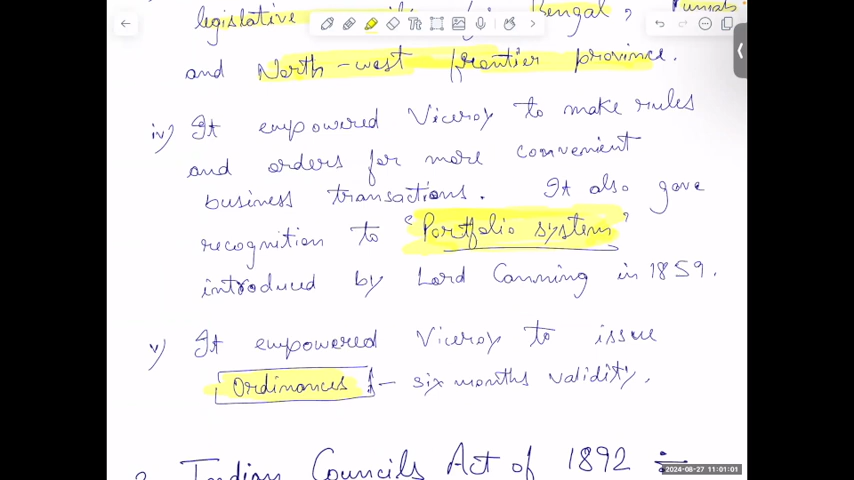 legislative Bengal, Punjab
and North-west frontier province.
iv) It empowered Viceroy to make rules
and orders for more convenient
business transactions. It also gave
recognition to "Portfolio system"
introduced by Lord Canning in 1859.
v) It empowered Viceroy to issue
Ordinances - six months validity.
Indian Councils Act of 1892 :-
2024-08-27 11:01:01